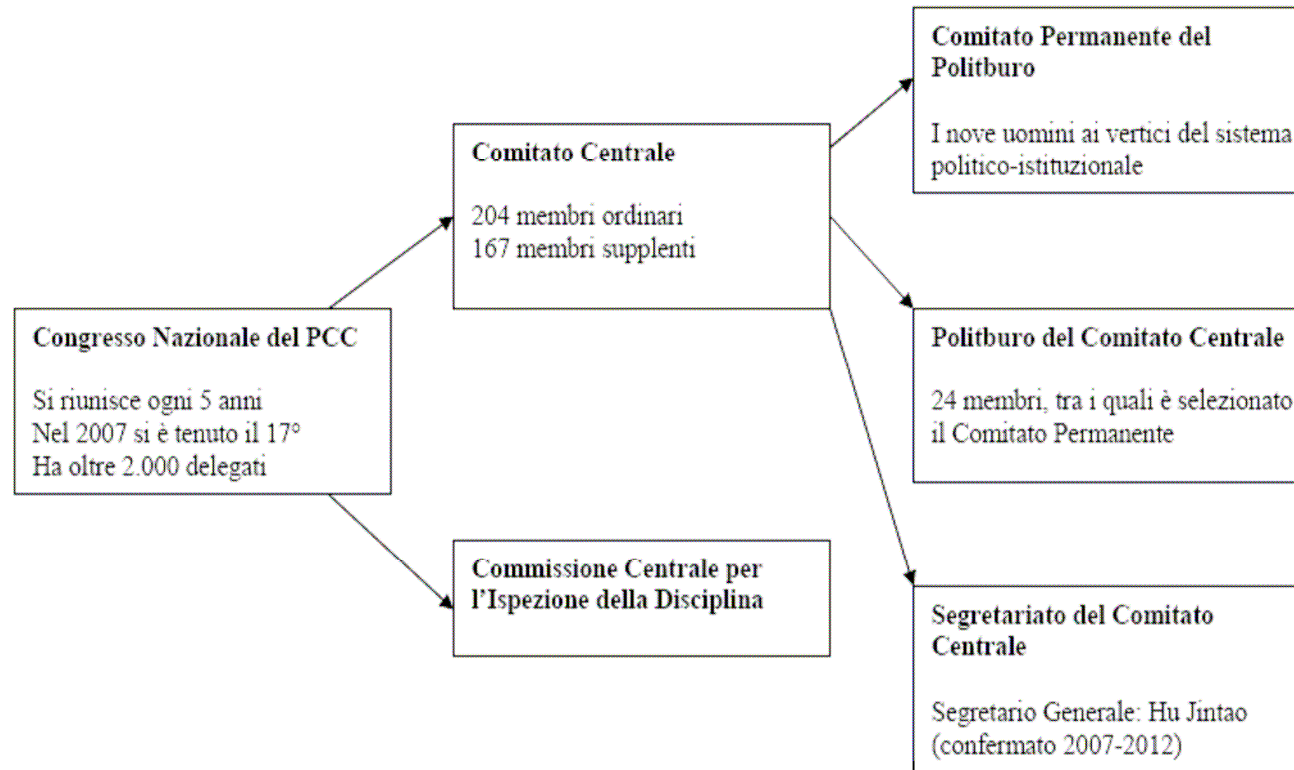 Congresso Nazionale del PCC
Si riunisce ogni 5 anni
Nel 2007 si è tenuto il 17°
Ha oltre 2.000 delegati
Comitato Centrale
204 membri ordinari
167 membri supplenti
Commissione Centrale per
l'Ispezione della Disciplina
Comitato Permanente del
Politburo
I nove uomini ai vertici del sistema
politico-istituzionale
Politburo del Comitato Centrale
24 membri, tra i quali è selezionato
il Comitato Permanente
Segretariato del Comitato
Centrale
Segretario Generale: Hu Jintao
(confermato 2007-2012)